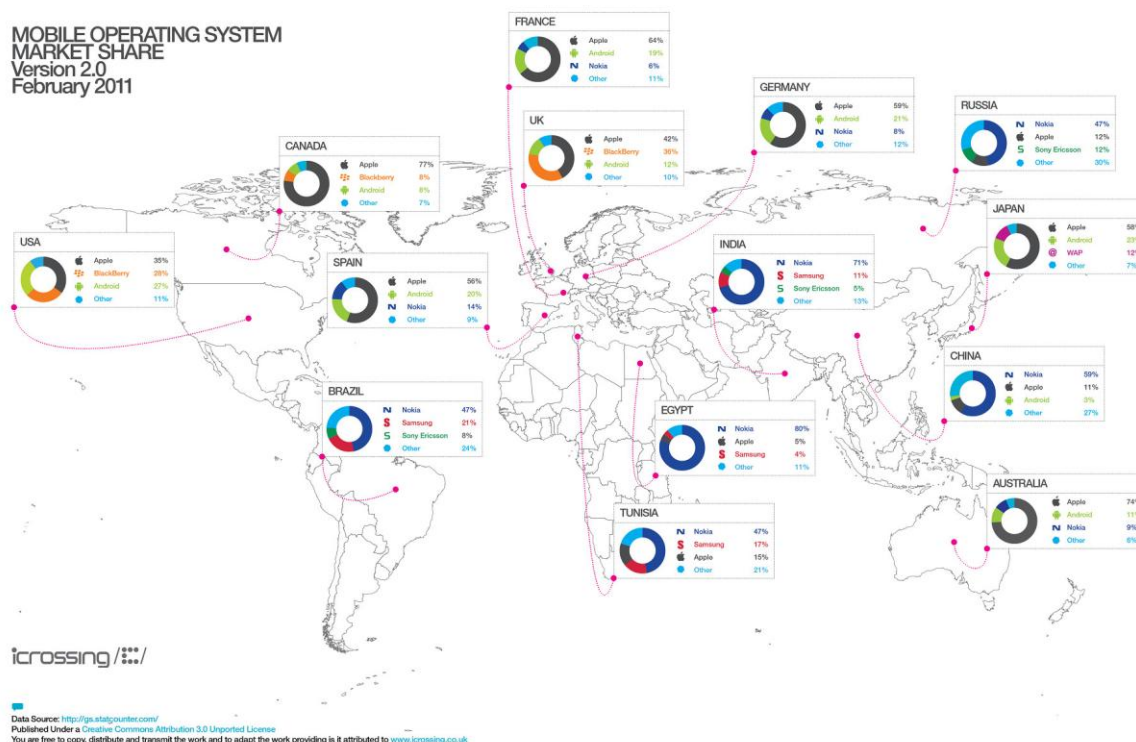 MOBILE OPERATING SYSTEM
MARKET SHARE
Version 2.0
February 2011
FRANCE
Apple 64%
Android 19%
Nokia 6%
Other 11%
GERMANY
Apple 59%
Android 21%
Nokia 8%
Other 12%
RUSSIA
Nokia 47%
Apple 12%
Sony Ericsson 12%
Other 30%
UK
Apple 42%
BlackBerry 36%
Android 12%
Other 10%
CANADA
Apple 77%
Blackberry 8%
Android 8%
Other 7%
JAPAN
Apple 58%
Android 23%
WAP 12%
Other 7%
USA
Apple 35%
BlackBerry 28%
Android 27%
Other 11%
SPAIN
Apple 56%
Android 20%
Nokia 14%
Other 9%
INDIA
Nokia 71%
Samsung 11%
Sony Ericsson 5%
Other 13%
CHINA
Nokia 59%
Apple 11%
Android 3%
Other 27%
BRAZIL
Nokia 47%
Samsung 21%
Sony Ericsson 8%
Other 24%
EGYPT
Nokia 80%
Apple 5%
Samsung 4%
Other 11%
AUSTRALIA
Apple 74%
Android 11%
Nokia 9%
Other 6%
TUNISIA
Nokia 47%
Samsung 17%
Apple 15%
Other 21%
icrossing
Data Source: http://gs.statcounter.com/
Published Under a Creative Commons Attribution 3.0 Unported License
You are free to copy, distribute and transmit the work and to adapt the work providing is it attributed to www.icrossing.co.uk